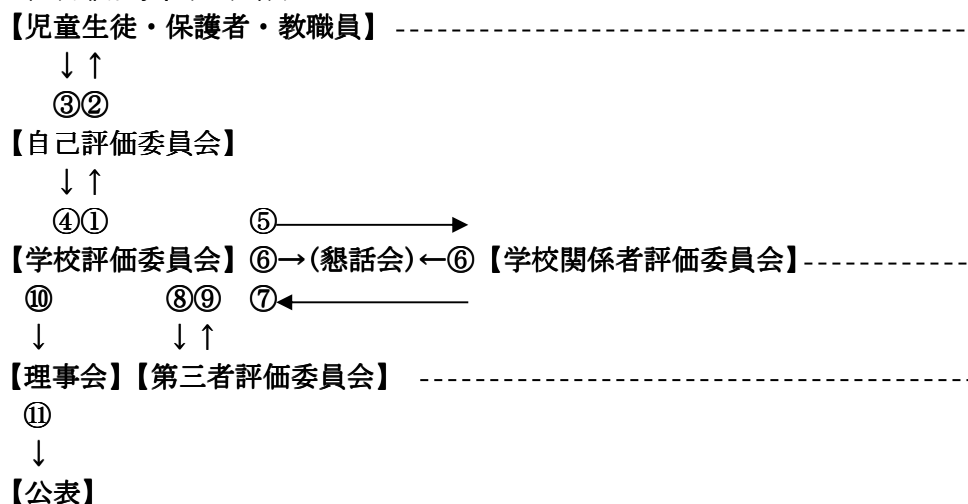 【児童生徒・保護者・教職員】 -----------------------------------------
↓↑
③②
【自己評価委員会】
↓↑
④① ⑤→
【学校評価委員会】⑥→(懇話会)←⑥【学校関係者評価委員会】------------
⑩ ⑧⑨ ⑦←
↓ ↓↑
【理事会】【第三者評価委員会】 ----------------------------------------
⑪
↓
【公表】